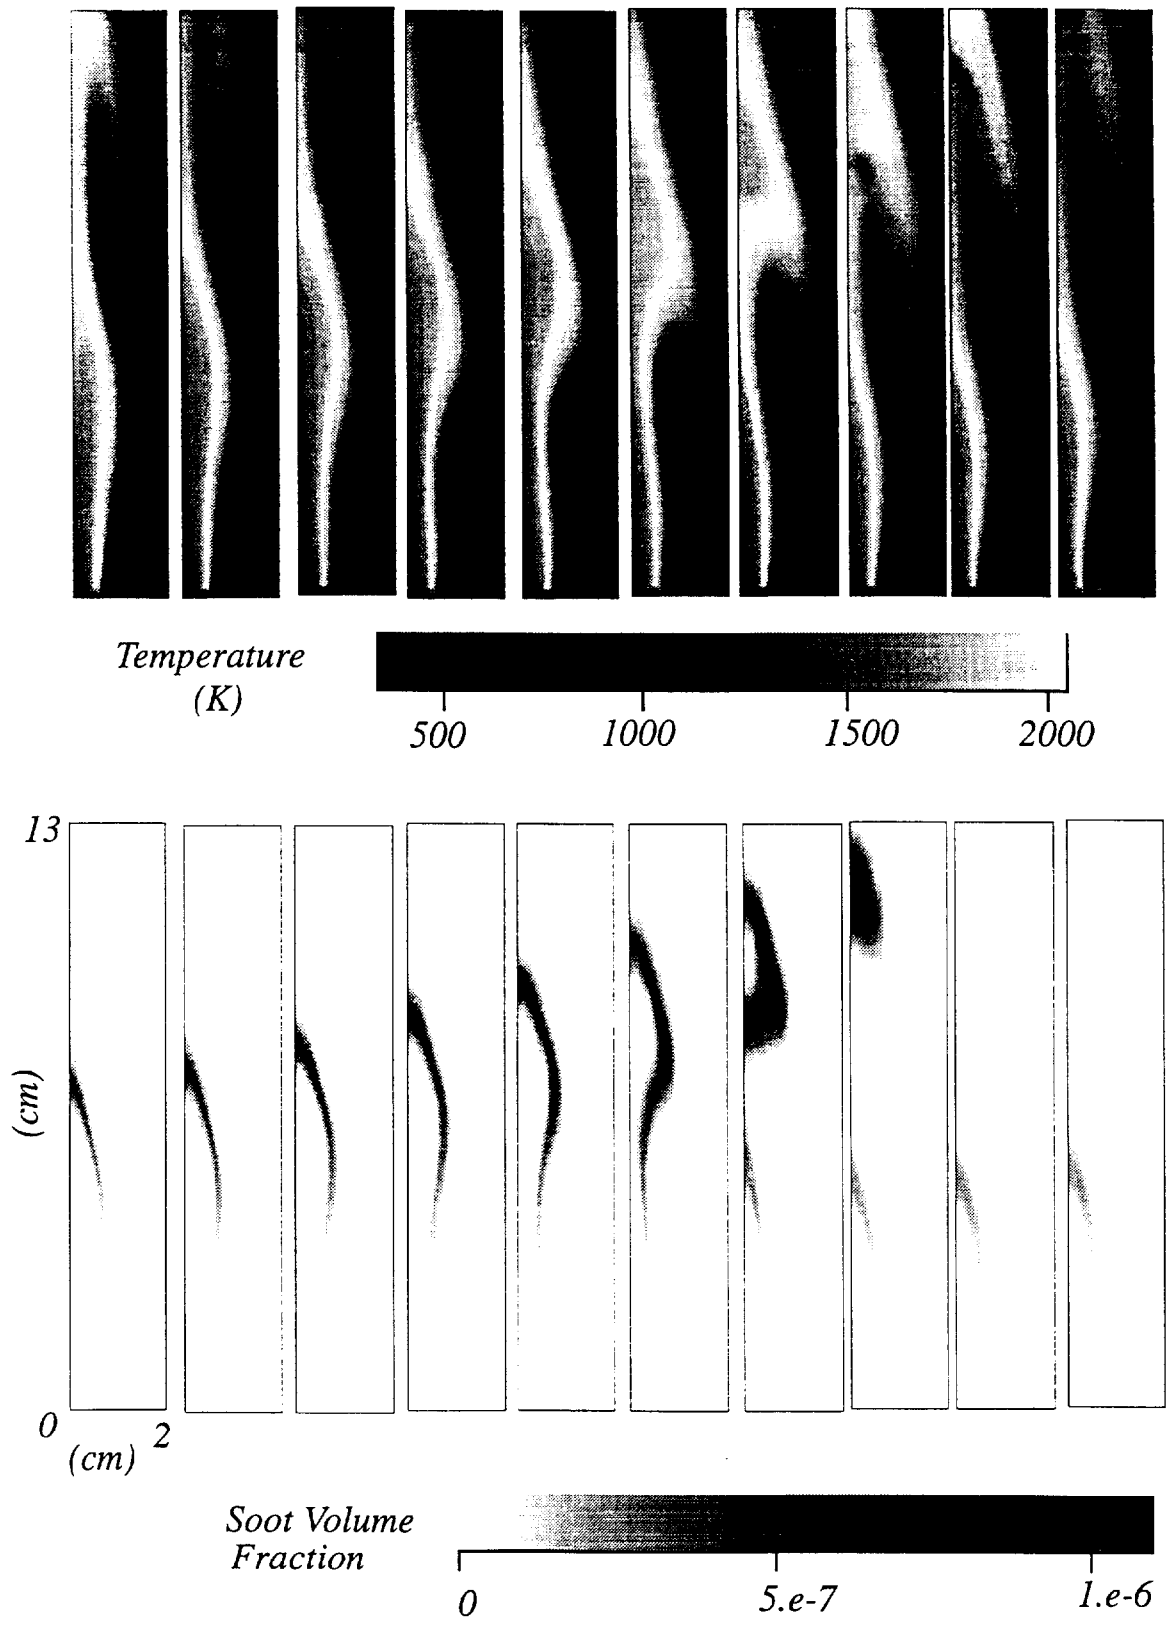 Temperature
(K)
500 1000 1500 2000
13
(cm)
0 2
(cm)
Soot Volume
Fraction
0 5.e-7 1.e-6